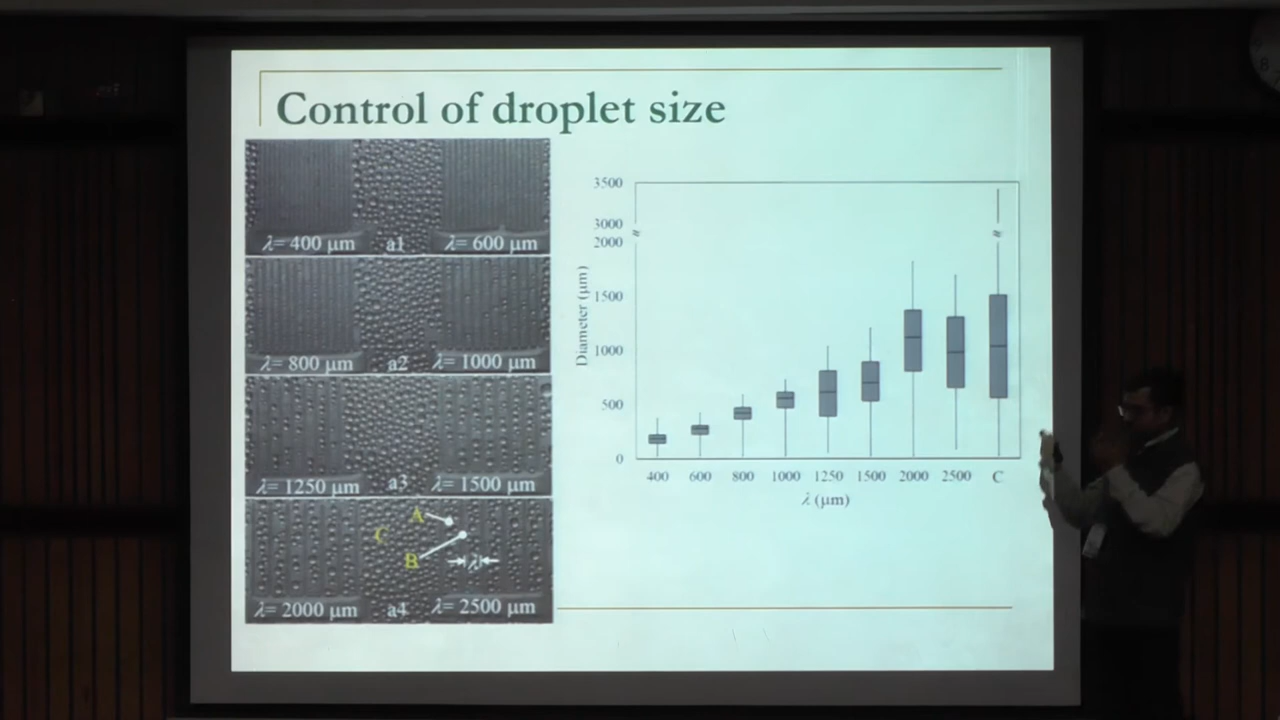 Control of droplet size
λ= 400 μm a1 λ= 600 μm
λ= 800 μm a2 λ= 1000 μm
λ= 1250 μm a3 λ= 1500 μm
A
C
B
λ
λ= 2000 μm a4 λ= 2500 μm
3500
3000
2000
1500
1000
500
0
Diameter (μm)
400 600 800 1000 1250 1500 2000 2500 C
λ (μm)
8